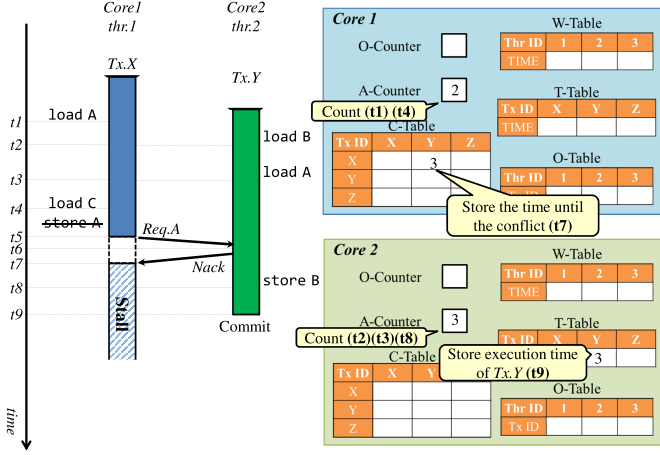 Core1
thr.1
Core2
thr.2
Tx.X
Tx.Y
t1
load A
t2
load B
t3
load A
t4
load C
store A
t5
Req.A
t6
t7
Nack
t8
store B
t9
Stall
Commit
time
Core 1
O-Counter
A-Counter
2
Count (t1) (t4)
C-Table
Tx ID X Y Z
X 3
Y
Z
Store the time until
the conflict (t7)
W-Table
Thr ID 1 2 3
TIME
T-Table
Tx ID X Y Z
TIME
O-Table
Thr ID 1 2 3
Core 2
O-Counter
A-Counter
3
Count (t2)(t3)(t8)
C-Table
Tx ID X Y Z
X
Y
Z
W-Table
Thr ID 1 2 3
TIME
T-Table
Tx ID X Y Z
3
Store execution time
of Tx.Y (t9)
O-Table
Thr ID 1 2 3
Tx ID